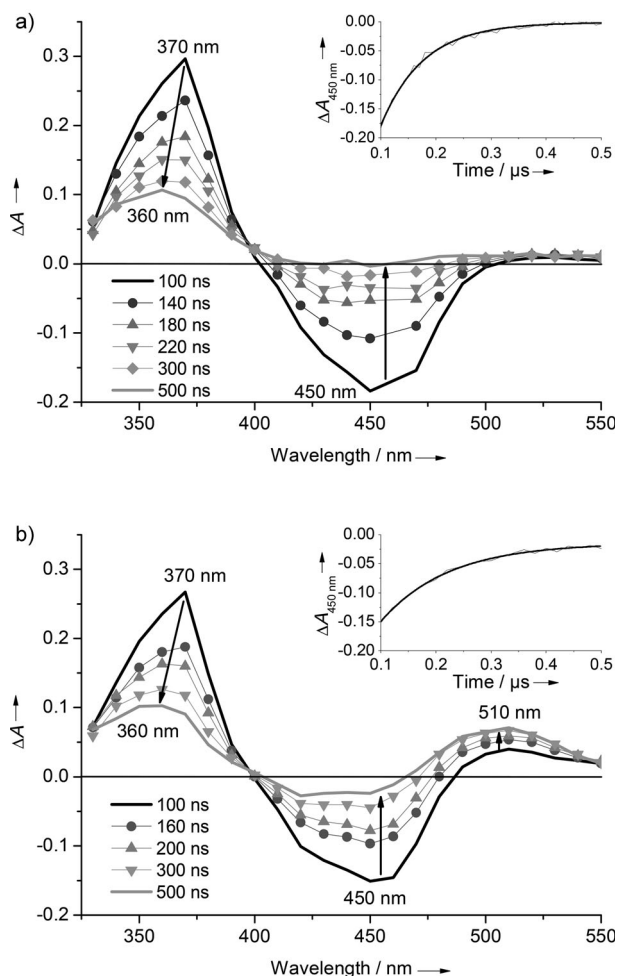 a)
0.3
0.2
0.1
0.0
-0.1
-0.2
ΔA →
370 nm
360 nm
450 nm
100 ns
140 ns
180 ns
220 ns
300 ns
500 ns
350 400 450 500 550
Wavelength / nm →
0.00
-0.05
-0.10
-0.15
-0.20
ΔA450 nm →
0.1 0.2 0.3 0.4 0.5
Time / µs →
b)
0.3
0.2
0.1
0.0
-0.1
-0.2
ΔA →
370 nm
360 nm
450 nm
510 nm
100 ns
160 ns
200 ns
300 ns
500 ns
350 400 450 500 550
Wavelength / nm →
0.00
-0.05
-0.10
-0.15
-0.20
ΔA450 nm →
0.1 0.2 0.3 0.4 0.5
Time / µs →